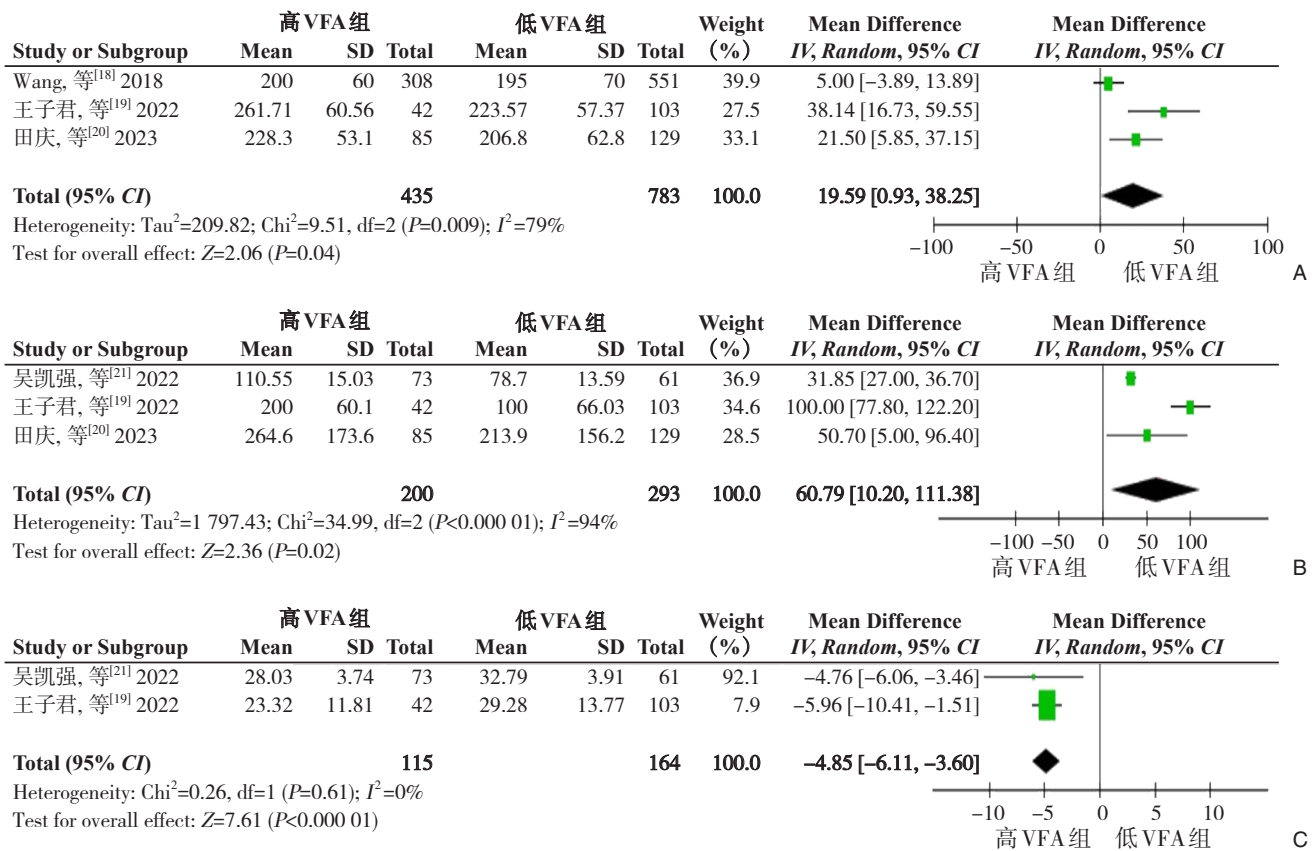 高VFA组 低VFA组 Weight Mean Difference Mean Difference
Study or Subgroup Mean SD Total Mean SD Total (%) IV, Random, 95% CI IV, Random, 95% CI
Wang, 等[18] 2018 200 60 308 195 70 551 39.9 5.00 [−3.89, 13.89]
王子君, 等[19] 2022 261.71 60.56 42 223.57 57.37 103 27.5 38.14 [16.73, 59.55]
田庆, 等[20] 2023 228.3 53.1 85 206.8 62.8 129 33.1 21.50 [5.85, 37.15]
Total (95% CI) 435 783 100.0 19.59 [0.93, 38.25]
Heterogeneity: Tau²=209.82; Chi²=9.51, df=2 (P=0.009); I²=79%
Test for overall effect: Z=2.06 (P=0.04)
−100 −50 0 50 100
高VFA组 低VFA组 A
高VFA组 低VFA组 Weight Mean Difference Mean Difference
Study or Subgroup Mean SD Total Mean SD Total (%) IV, Random, 95% CI IV, Random, 95% CI
吴凯强, 等[21] 2022 110.55 15.03 73 78.7 13.59 61 36.9 31.85 [27.00, 36.70]
王子君, 等[19] 2022 200 60.1 42 100 66.03 103 34.6 100.00 [77.80, 122.20]
田庆, 等[20] 2023 264.6 173.6 85 213.9 156.2 129 28.5 50.70 [5.00, 96.40]
Total (95% CI) 200 293 100.0 60.79 [10.20, 111.38]
Heterogeneity: Tau²=1 797.43; Chi²=34.99, df=2 (P<0.000 01); I²=94%
Test for overall effect: Z=2.36 (P=0.02)
−100 −50 0 50 100
高VFA组 低VFA组 B
高VFA组 低VFA组 Weight Mean Difference Mean Difference
Study or Subgroup Mean SD Total Mean SD Total (%) IV, Random, 95% CI IV, Random, 95% CI
吴凯强, 等[21] 2022 28.03 3.74 73 32.79 3.91 61 92.1 −4.76 [−6.06, −3.46]
王子君, 等[19] 2022 23.32 11.81 42 29.28 13.77 103 7.9 −5.96 [−10.41, −1.51]
Total (95% CI) 115 164 100.0 −4.85 [−6.11, −3.60]
Heterogeneity: Chi²=0.26, df=1 (P=0.61); I²=0%
Test for overall effect: Z=7.61 (P<0.000 01)
−10 −5 0 5 10
高VFA组 低VFA组 C